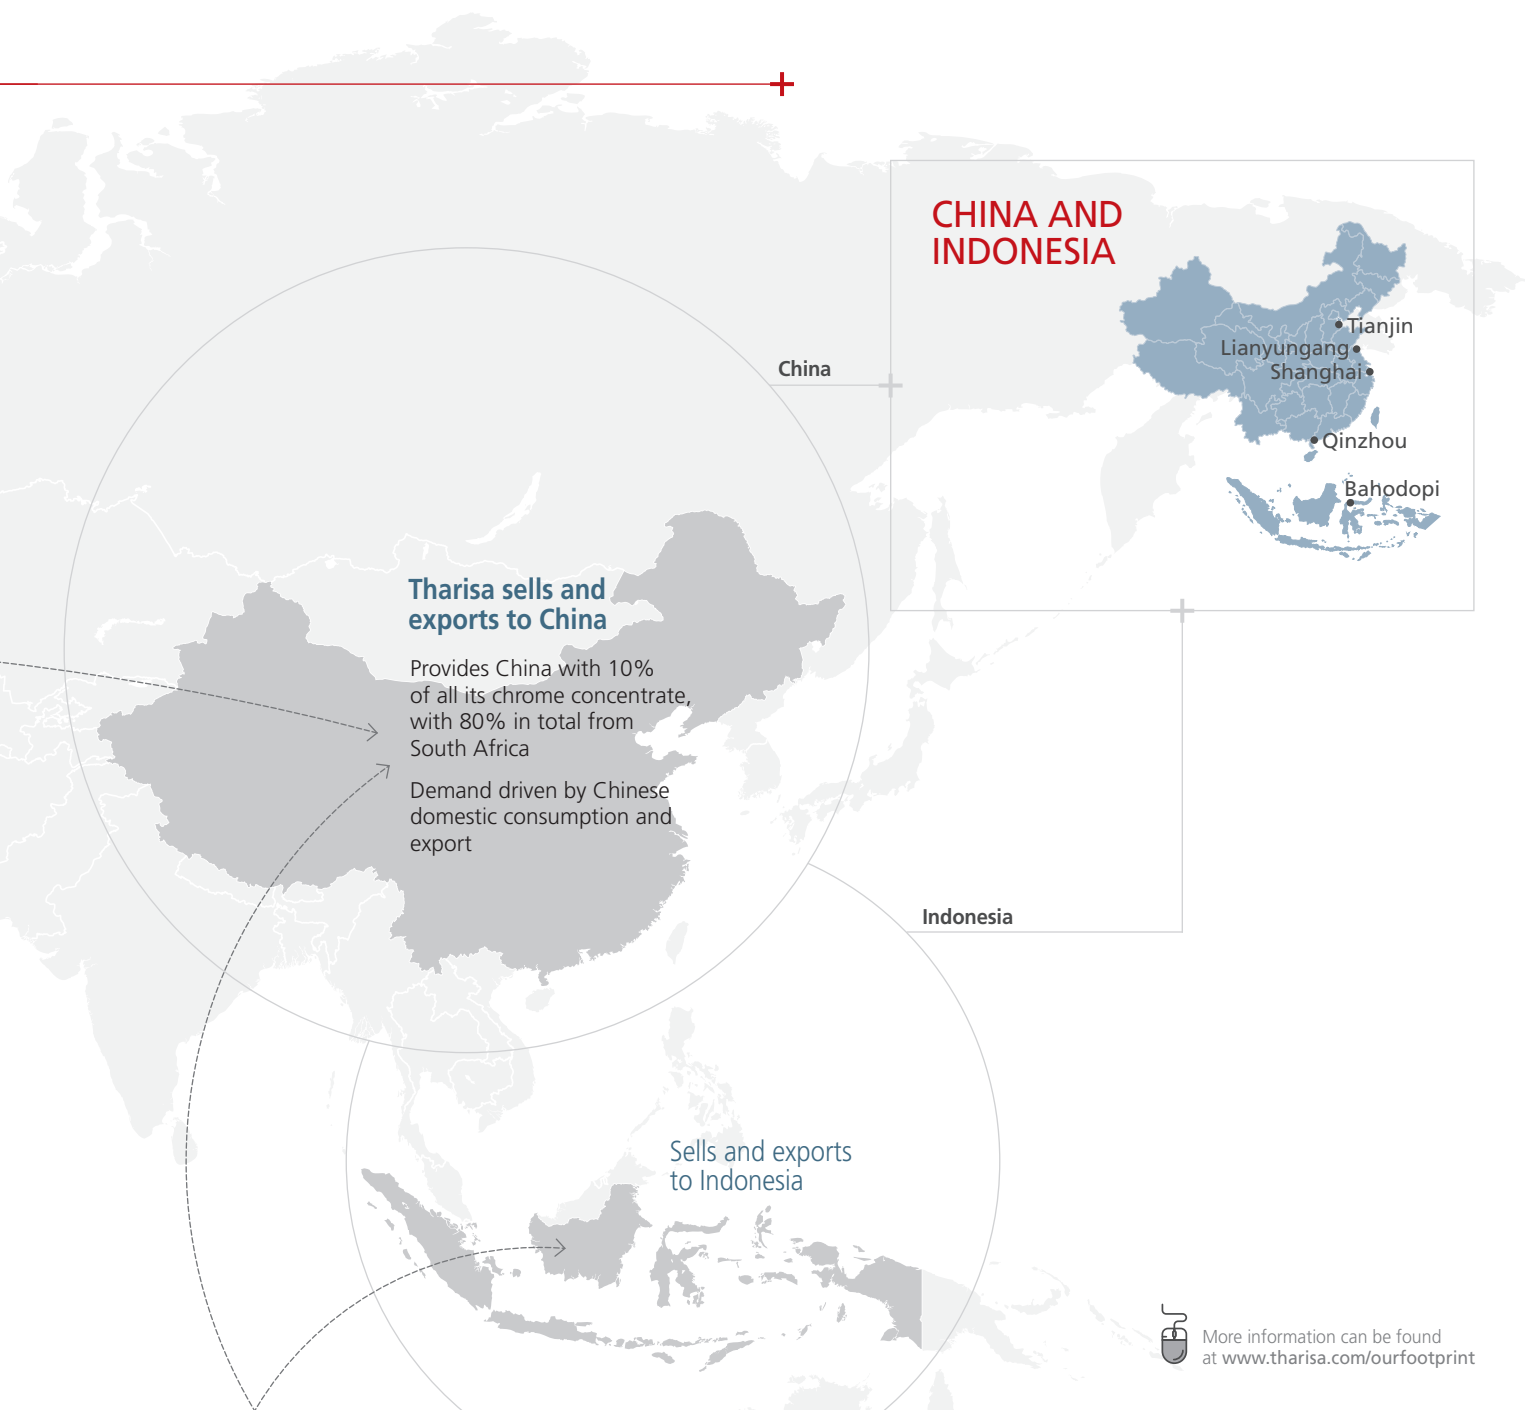 CHINA AND
INDONESIA
Tianjin
Lianyungang
Shanghai
Qinzhou
Bahodopi
China
Tharisa sells and
exports to China
Provides China with 10%
of all its chrome concentrate,
with 80% in total from
South Africa
Demand driven by Chinese
domestic consumption and
export
Indonesia
Sells and exports
to Indonesia
More information can be found
at www.tharisa.com/ourfootprint